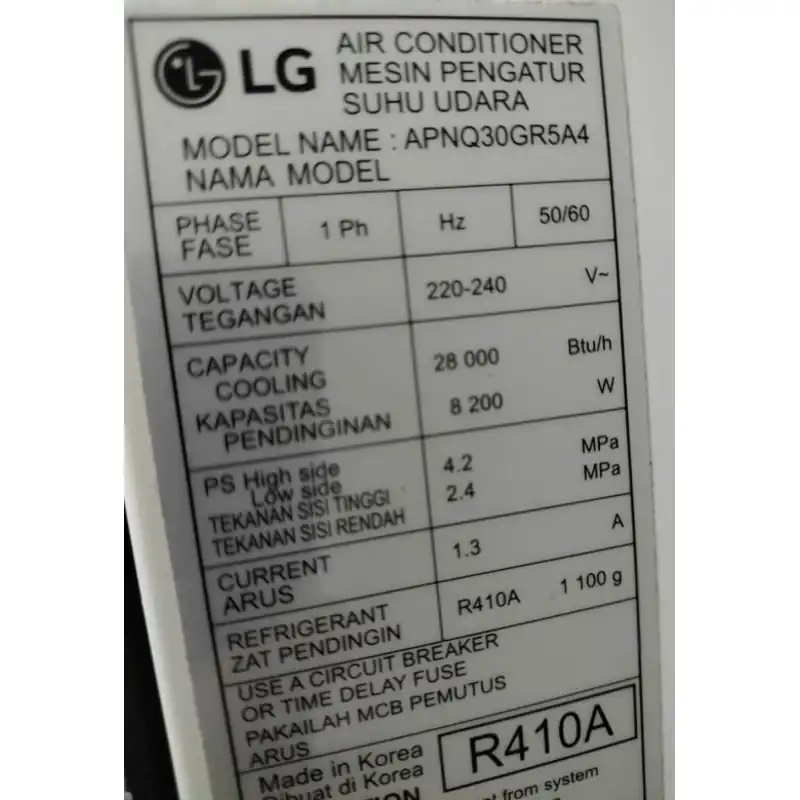 LG
AIR CONDITIONER
MESIN PENGATUR
SUHU UDARA
MODEL NAME : APNQ30GR5A4
NAMA MODEL
PHASE 1 Ph Hz 50/60
FASE
VOLTAGE 220-240 V~
TEGANGAN
CAPACITY 28 000 Btu/h
COOLING
KAPASITAS 8 200 W
PENDINGINAN
PS High side 4.2 MPa
Low side 2.4 MPa
TEKANAN SISI TINGGI
TEKANAN SISI RENDAH
CURRENT 1.3 A
ARUS
REFRIGERANT R410A 1 100 g
ZAT PENDINGIN
USE A CIRCUIT BREAKER
OR TIME DELAY FUSE
PAKAILAH MCB PEMUTUS
ARUS
Made in Korea R410A
Dibuat di Korea
from system